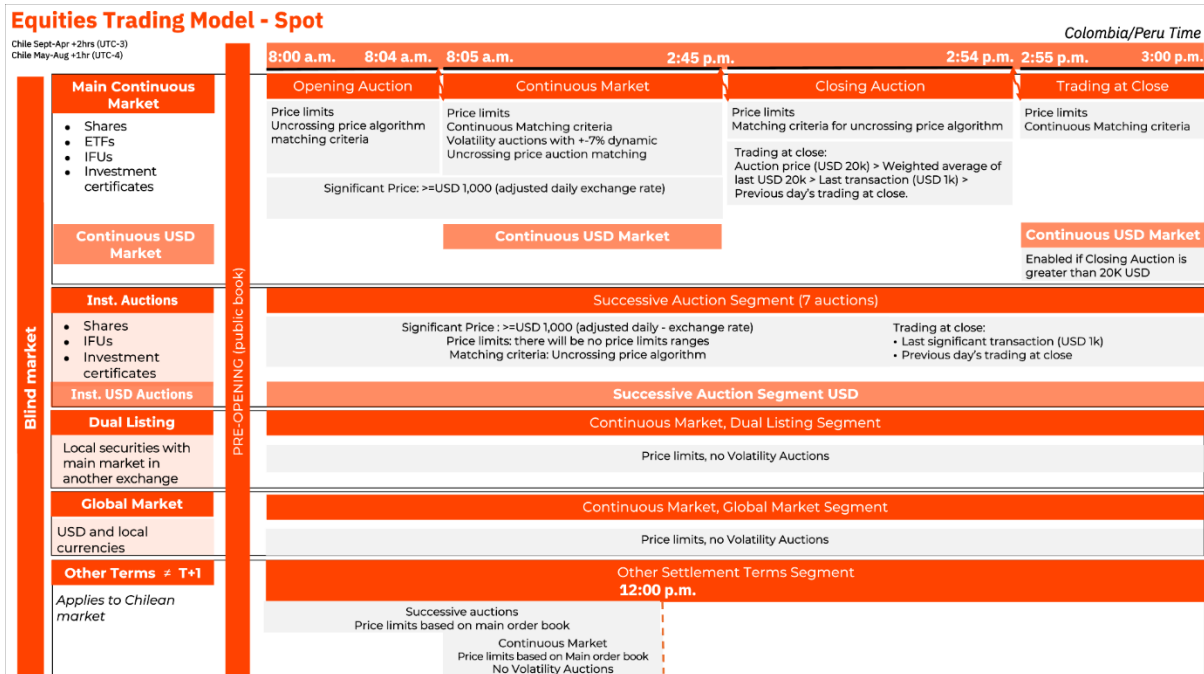 Equities Trading Model - Spot
Chile Sept-Apr +2hrs (UTC-3)
Chile May-Aug +1hr (UTC-4)
Colombia/Peru Time
8:00 a.m. 8:04 a.m. 8:05 a.m. 2:45 p.m. 2:54 p.m. 2:55 p.m. 3:00 p.m.
Blind market
PRE-OPENING (public book)
Main Continuous
Market
• Shares
• ETFs
• IFUs
• Investment
certificates
Opening Auction
Price limits
Uncrossing price algorithm
matching criteria
Continuous Market
Price limits
Continuous Matching criteria
Volatility auctions with +-7% dynamic
Uncrossing price auction matching
Significant Price: >=USD 1,000 (adjusted daily exchange rate)
Closing Auction
Price limits
Matching criteria for uncrossing price algorithm
Trading at close:
Auction price (USD 20k) > Weighted average of
last USD 20k > Last transaction (USD 1k) >
Previous day's trading at close.
Trading at Close
Price limits
Continuous Matching criteria
Continuous USD
Market
Continuous USD Market
Continuous USD Market
Enabled if Closing Auction is
greater than 20K USD
Inst. Auctions
• Shares
• IFUs
• Investment
certificates
Successive Auction Segment (7 auctions)
Significant Price : >=USD 1,000 (adjusted daily - exchange rate)
Price limits: there will be no price limits ranges
Matching criteria: Uncrossing price algorithm
Trading at close:
• Last significant transaction (USD 1k)
• Previous day's trading at close
Inst. USD Auctions
Successive Auction Segment USD
Dual Listing
Local securities with
main market in
another exchange
Continuous Market, Dual Listing Segment
Price limits, no Volatility Auctions
Global Market
USD and local
currencies
Continuous Market, Global Market Segment
Price limits, no Volatility Auctions
Other Terms ≠ T+1
Applies to Chilean
market
Other Settlement Terms Segment
12:00 p.m.
Successive auctions
Price limits based on main order book
Continuous Market
Price limits based on Main order book
No Volatility Auctions